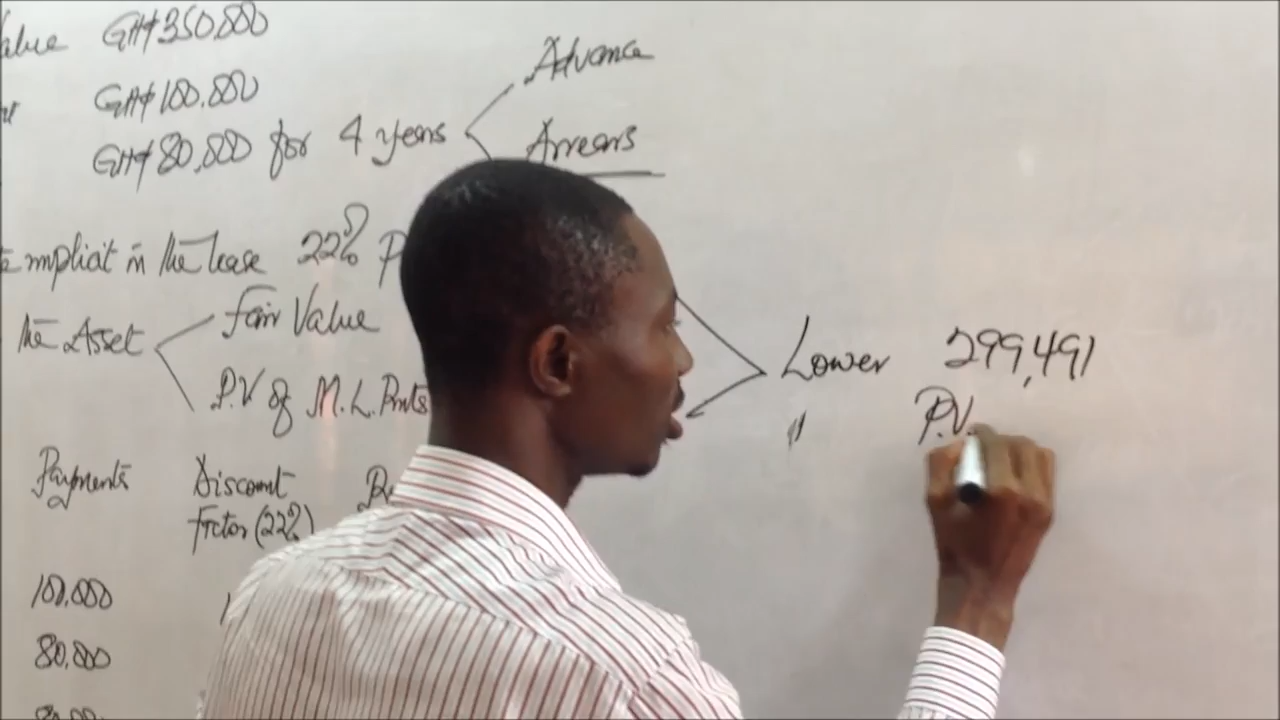 Value GH¢350,000
GH¢100,000
GH¢80,000 for 4 years
Advance
Arrears
implicit in the lease 22%
the Asset
Fair Value
P.V of M.L.Pmts
Lower 299,491
" P.V.
Payments Discount
Factor (22%)
100,000
80,000